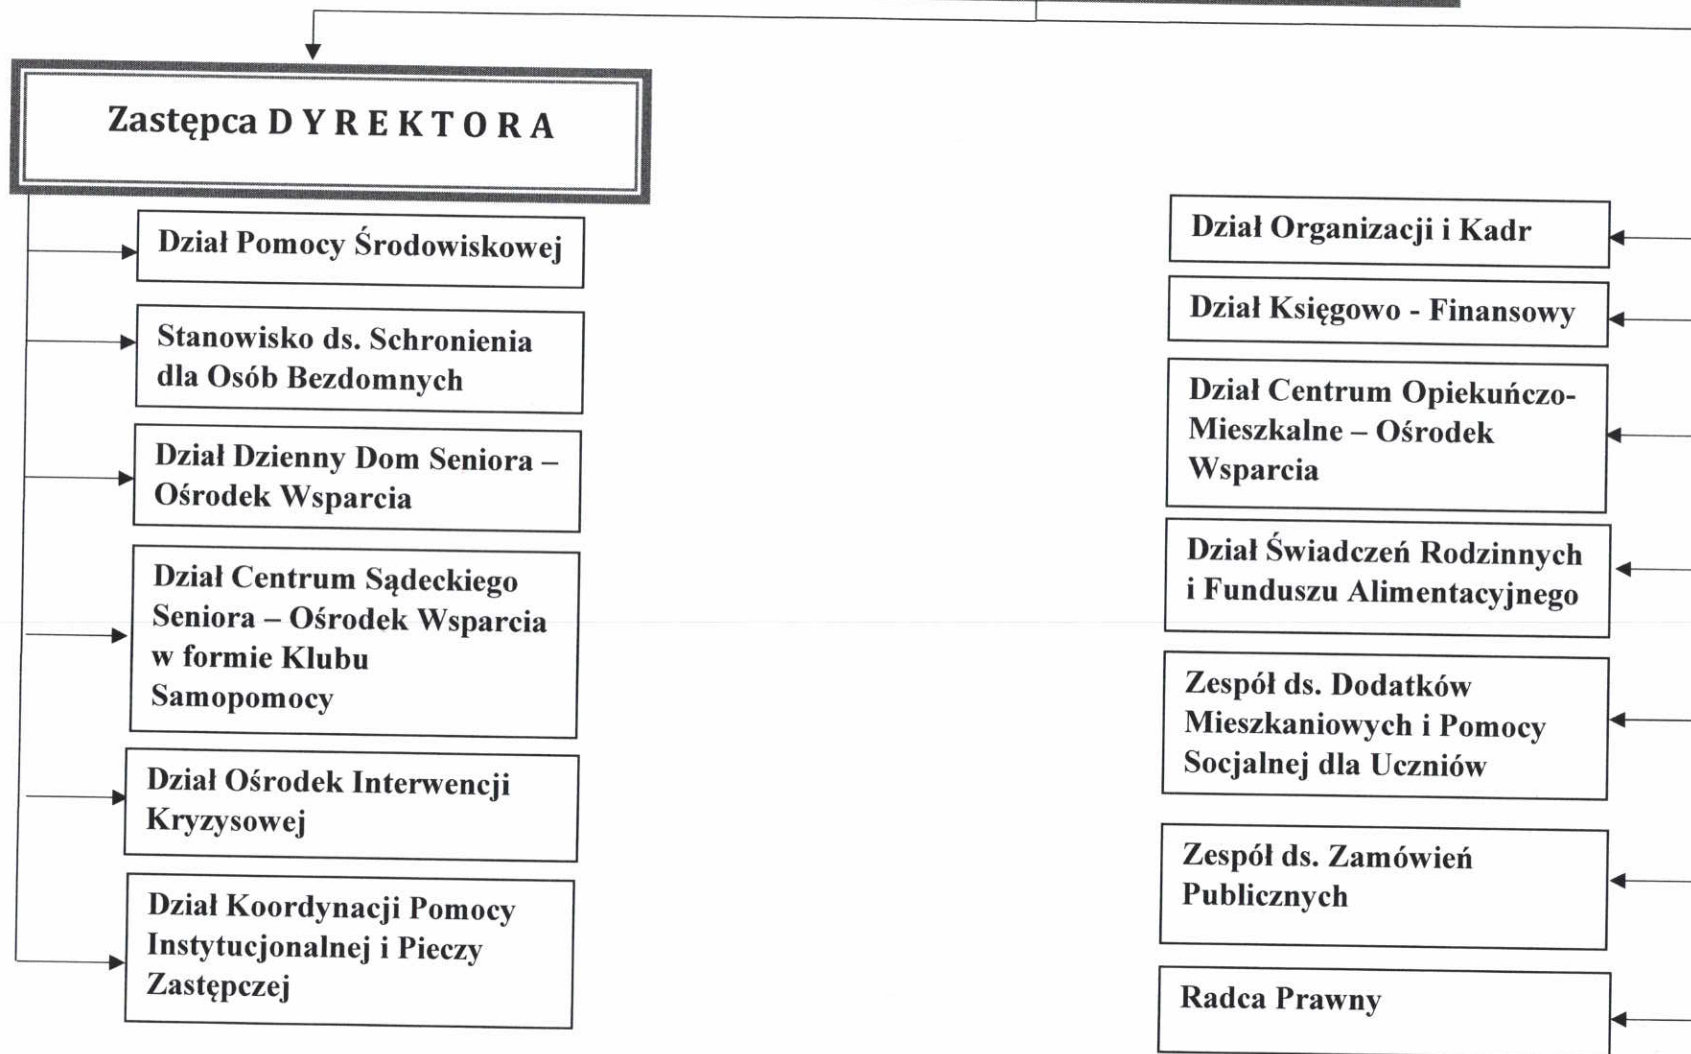 Zastępca D Y R E K T O R A
Dział Pomocy Środowiskowej
Stanowisko ds. Schronienia
dla Osób Bezdomnych
Dział Dzienny Dom Seniora –
Ośrodek Wsparcia
Dział Centrum Sądeckiego
Seniora – Ośrodek Wsparcia
w formie Klubu
Samopomocy
Dział Ośrodek Interwencji
Kryzysowej
Dział Koordynacji Pomocy
Instytucjonalnej i Pieczy
Zastępczej
Dział Organizacji i Kadr
Dział Księgowo - Finansowy
Dział Centrum Opiekuńczo-
Mieszkalne – Ośrodek
Wsparcia
Dział Świadczeń Rodzinnych
i Funduszu Alimentacyjnego
Zespół ds. Dodatków
Mieszkaniowych i Pomocy
Socjalnej dla Uczniów
Zespół ds. Zamówień
Publicznych
Radca Prawny